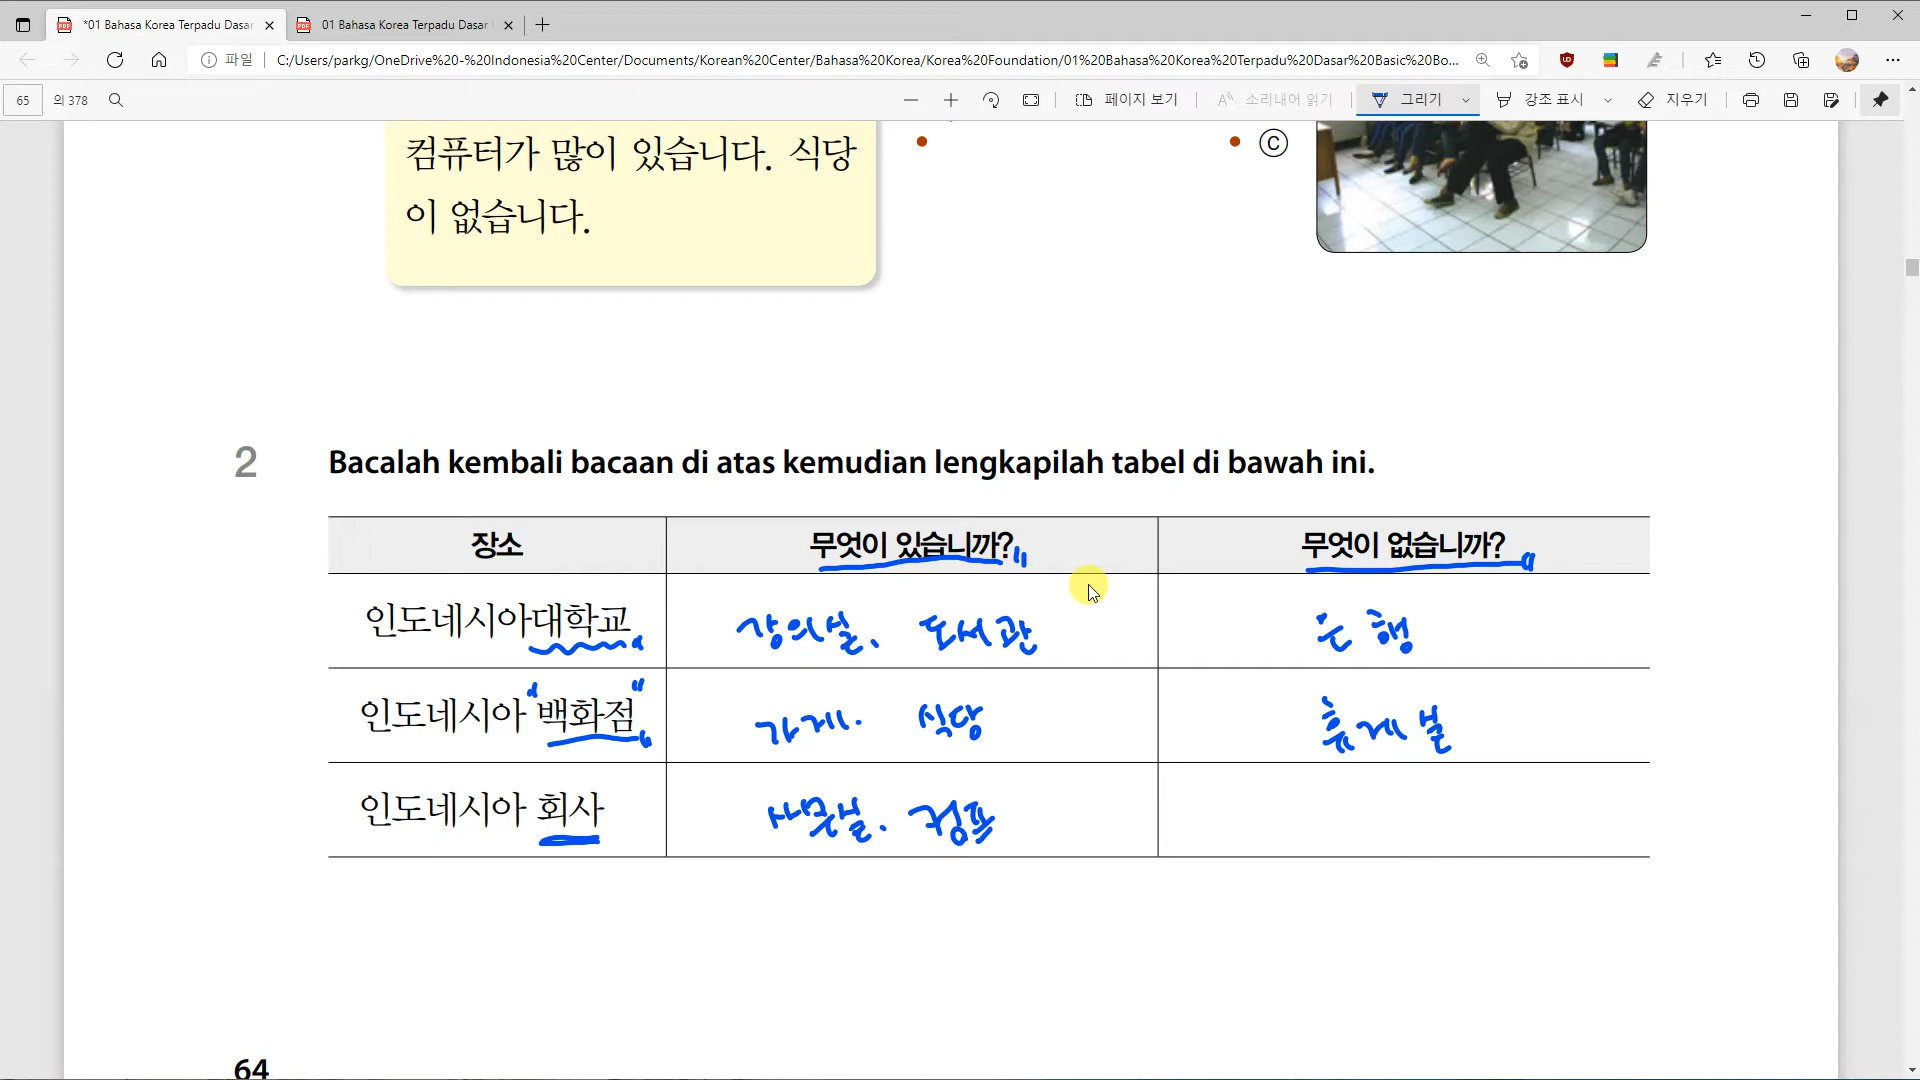 *01 Bahasa Korea Terpadu Dasar
01 Bahasa Korea Terpadu Dasar
파일
C:/Users/parkg/OneDrive%20-%20Indonesia%20Center/Documents/Korean%20Center/Bahasa%20Korea/Korea%20Foundation/01%20Bahasa%20Korea%20Terpadu%20Dasar%20Basic%20Bo...
65 의 378 페이지 보기 소리내어 읽기 그리기 강조 표시 지우기
컴퓨터가 많이 있습니다. 식당
이 없습니다.
ⓒ
2 Bacalah kembali bacaan di atas kemudian lengkapilah tabel di bawah ini.
장소 무엇이 있습니까? 무엇이 없습니까?
인도네시아대학교 강의실. 도서관 은행
인도네시아 백화점 가게. 식당 휴게실
인도네시아 회사 사무실. 컴퓨
64